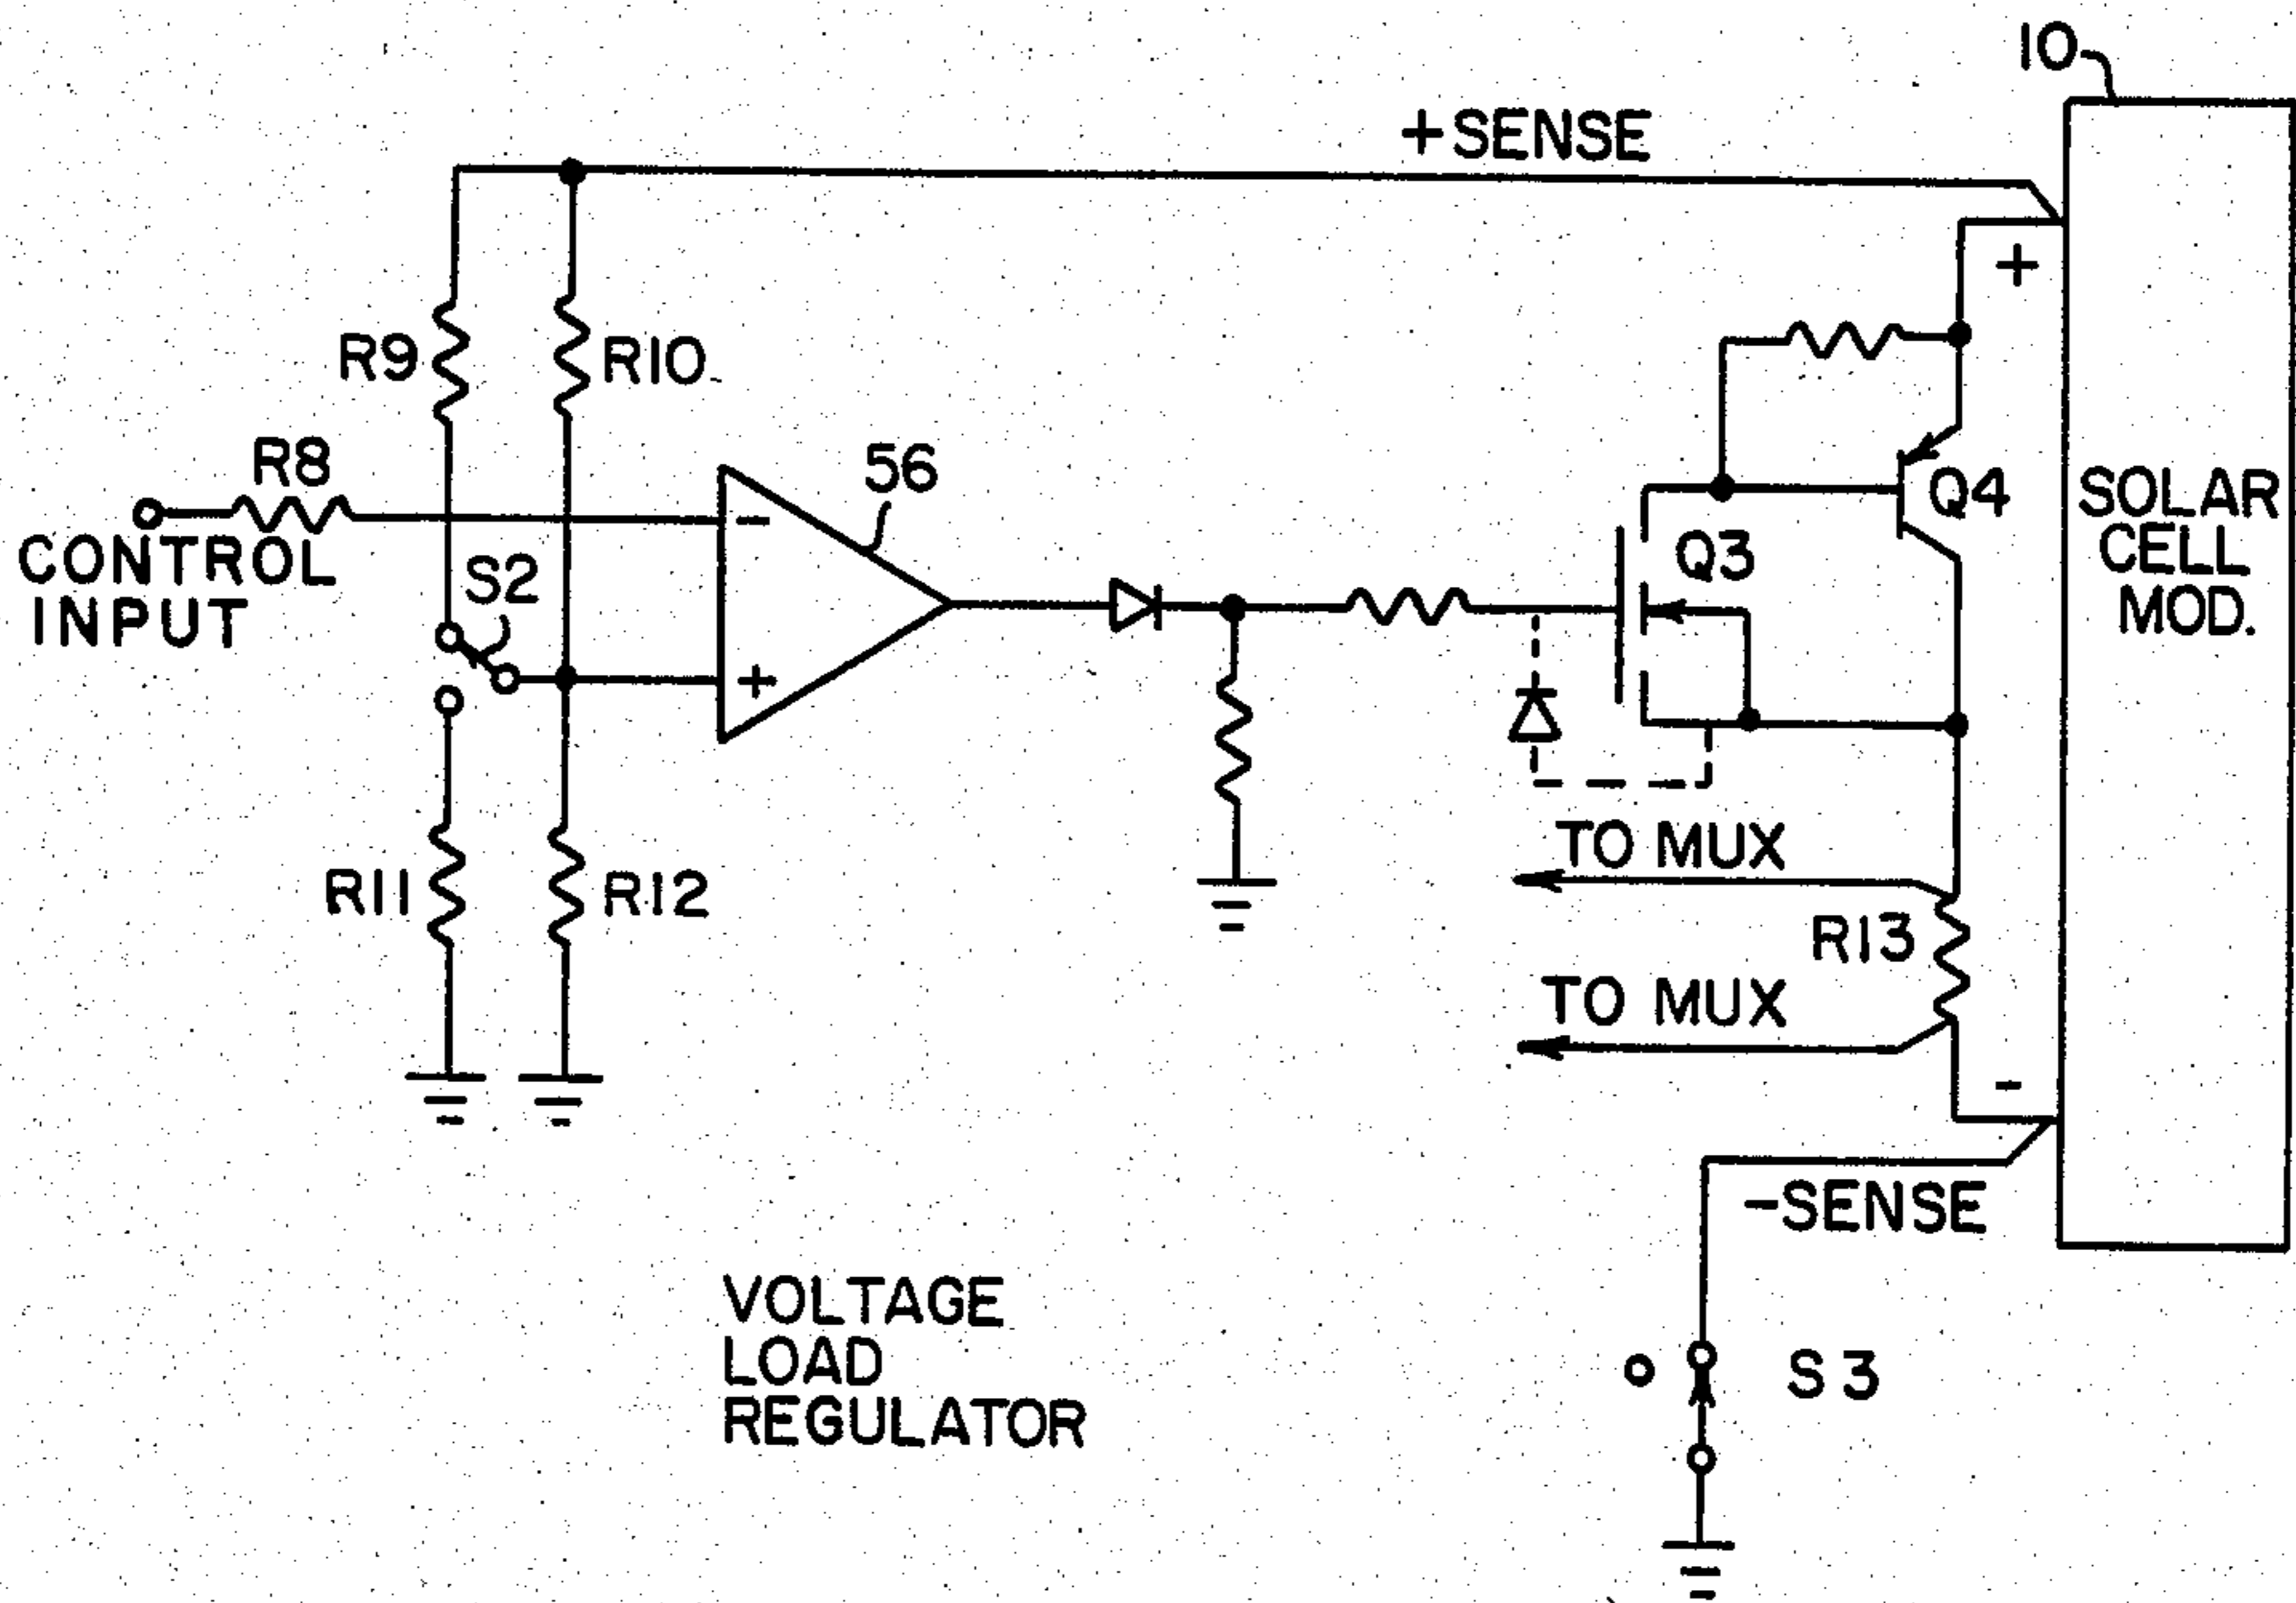 10
+SENSE
+
R9
R10
R8
56
Q4
SOLAR
CELL
MOD.
CONTROL
INPUT
S2
-
+
Q3
TO MUX
R11
R12
R13
TO MUX
-
-SENSE
VOLTAGE
LOAD
REGULATOR
S3